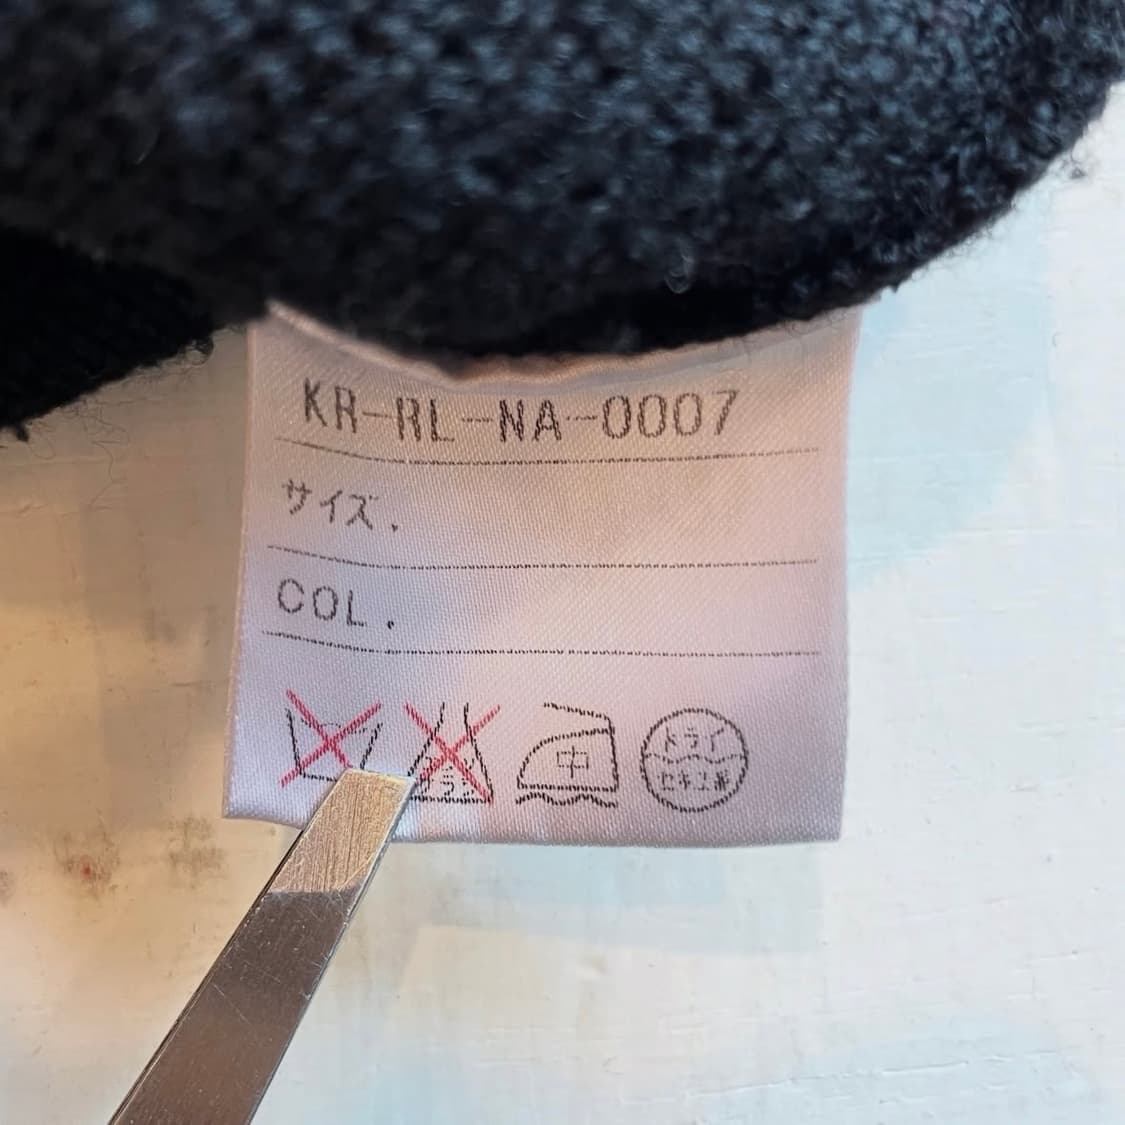 KR-RL-NA-0007
サイズ.
COL.
中
ドライ
セキユ系